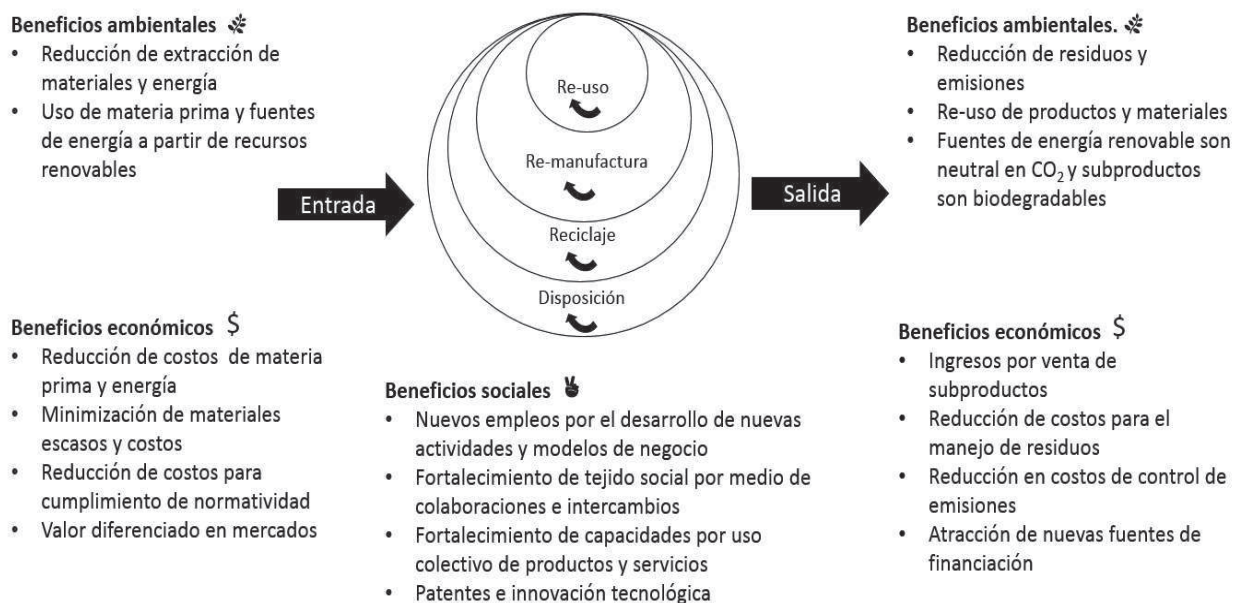 Beneficios ambientales
• Reducción de extracción de
materiales y energía
• Uso de materia prima y fuentes
de energía a partir de recursos
renovables
Entrada
Beneficios económicos $
• Reducción de costos de materia
prima y energía
• Minimización de materiales
escasos y costos
• Reducción de costos para
cumplimiento de normatividad
• Valor diferenciado en mercados
Re-uso
Re-manufactura
Reciclaje
Disposición
Beneficios sociales
• Nuevos empleos por el desarrollo de nuevas
actividades y modelos de negocio
• Fortalecimiento de tejido social por medio de
colaboraciones e intercambios
• Fortalecimiento de capacidades por uso
colectivo de productos y servicios
• Patentes e innovación tecnológica
Salida
Beneficios ambientales.
• Reducción de residuos y
emisiones
• Re-uso de productos y materiales
• Fuentes de energía renovable son
neutral en CO₂ y subproductos
son biodegradables
Beneficios económicos $
• Ingresos por venta de
subproductos
• Reducción de costos para el
manejo de residuos
• Reducción en costos de control de
emisiones
• Atracción de nuevas fuentes de
financiación